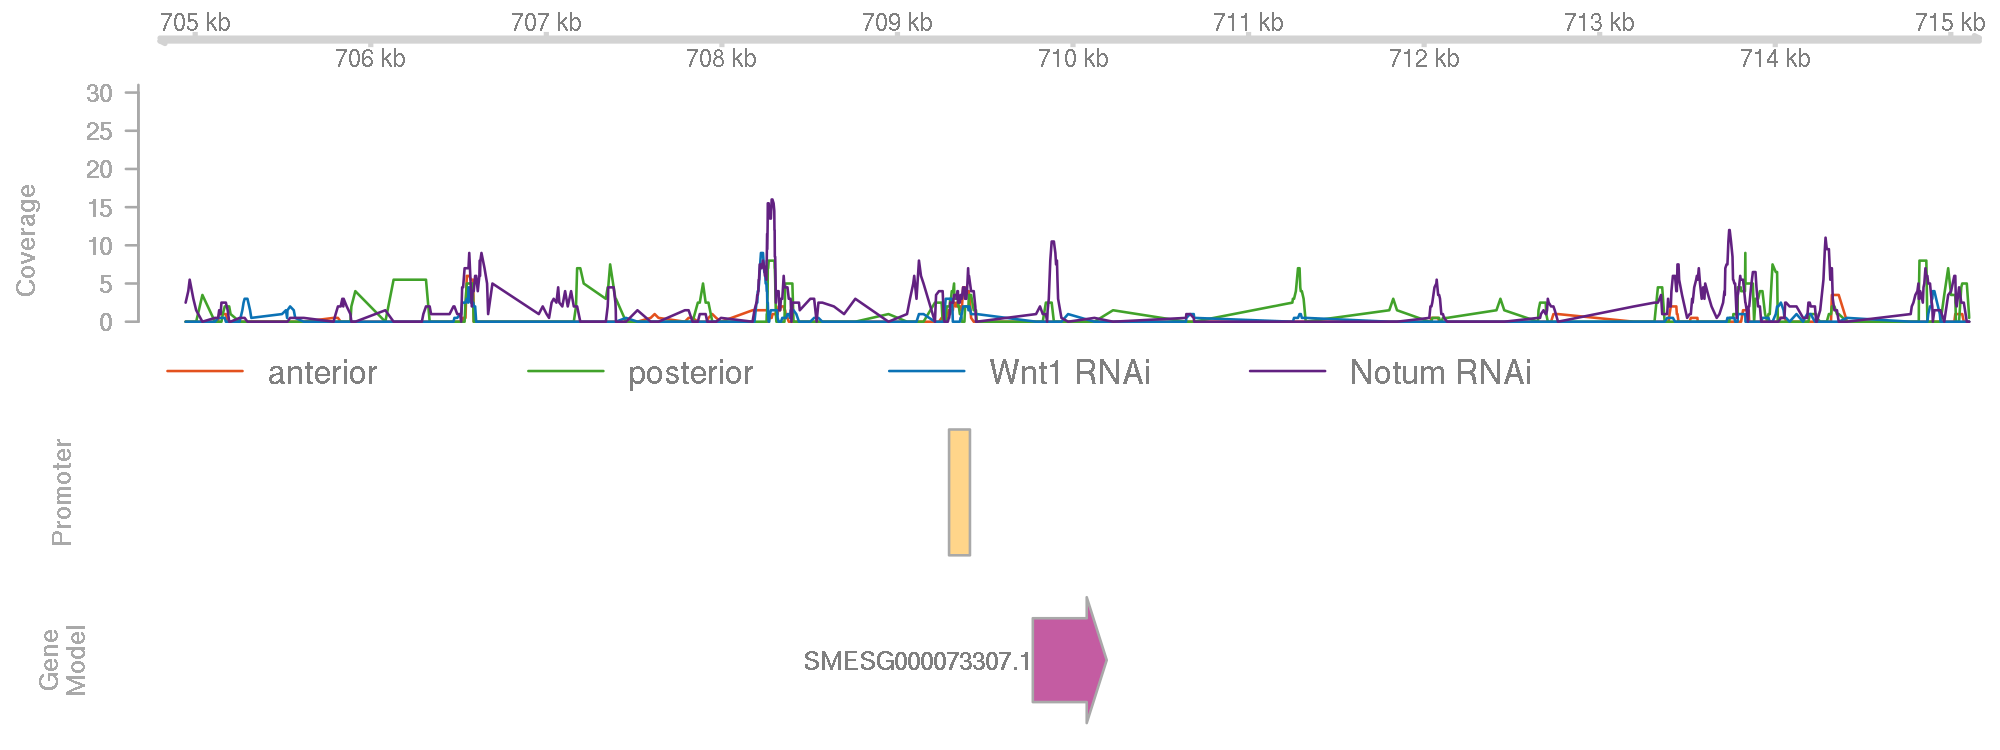 705 kb 707 kb 709 kb 711 kb 713 kb 715 kb
706 kb 708 kb 710 kb 712 kb 714 kb
Coverage
30
25
20
15
10
5
0
anterior posterior Wnt1 RNAi Notum RNAi
Promoter
Gene
Model
SMESG000073307.1